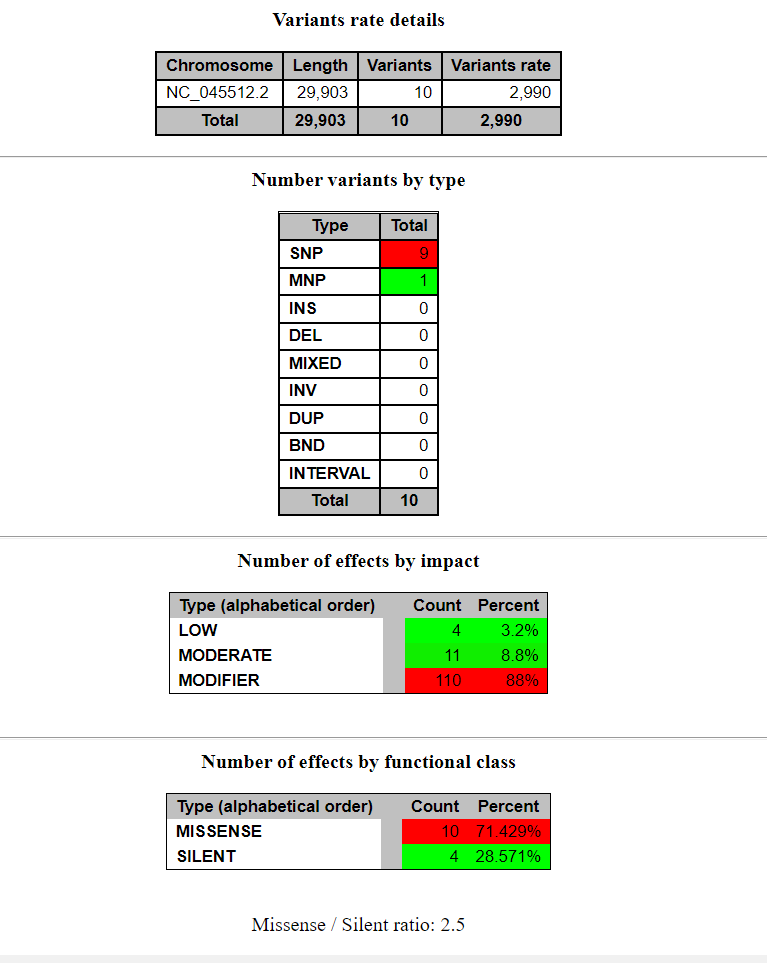 Variants rate details
Chromosome Length Variants Variants rate
NC_045512.2 29,903 10 2,990
Total 29,903 10 2,990
Number variants by type
Type Total
SNP 9
MNP 1
INS 0
DEL 0
MIXED 0
INV 0
DUP 0
BND 0
INTERVAL 0
Total 10
Number of effects by impact
Type (alphabetical order) Count Percent
LOW 4 3.2%
MODERATE 11 8.8%
MODIFIER 110 88%
Number of effects by functional class
Type (alphabetical order) Count Percent
MISSENSE 10 71.429%
SILENT 4 28.571%
Missense / Silent ratio: 2.5